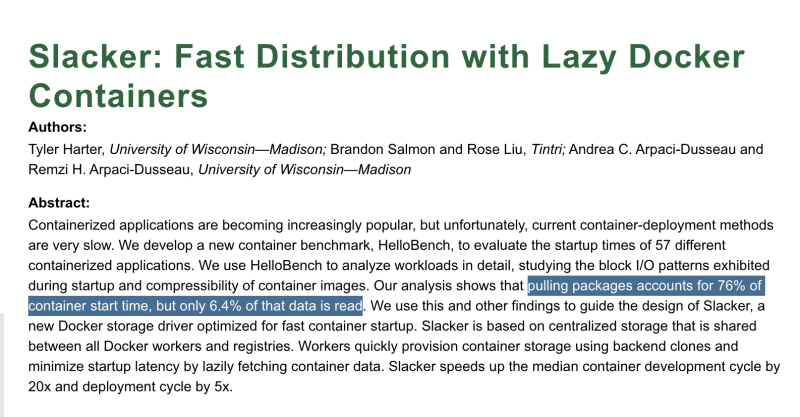 Slacker: Fast Distribution with Lazy Docker
Containers
Authors:
Tyler Harter, University of Wisconsin—Madison; Brandon Salmon and Rose Liu, Tintri; Andrea C. Arpaci-Dusseau and
Remzi H. Arpaci-Dusseau, University of Wisconsin—Madison
Abstract:
Containerized applications are becoming increasingly popular, but unfortunately, current container-deployment methods
are very slow. We develop a new container benchmark, HelloBench, to evaluate the startup times of 57 different
containerized applications. We use HelloBench to analyze workloads in detail, studying the block I/O patterns exhibited
during startup and compressibility of container images. Our analysis shows that pulling packages accounts for 76% of
container start time, but only 6.4% of that data is read. We use this and other findings to guide the design of Slacker, a
new Docker storage driver optimized for fast container startup. Slacker is based on centralized storage that is shared
between all Docker workers and registries. Workers quickly provision container storage using backend clones and
minimize startup latency by lazily fetching container data. Slacker speeds up the median container development cycle by
20x and deployment cycle by 5x.